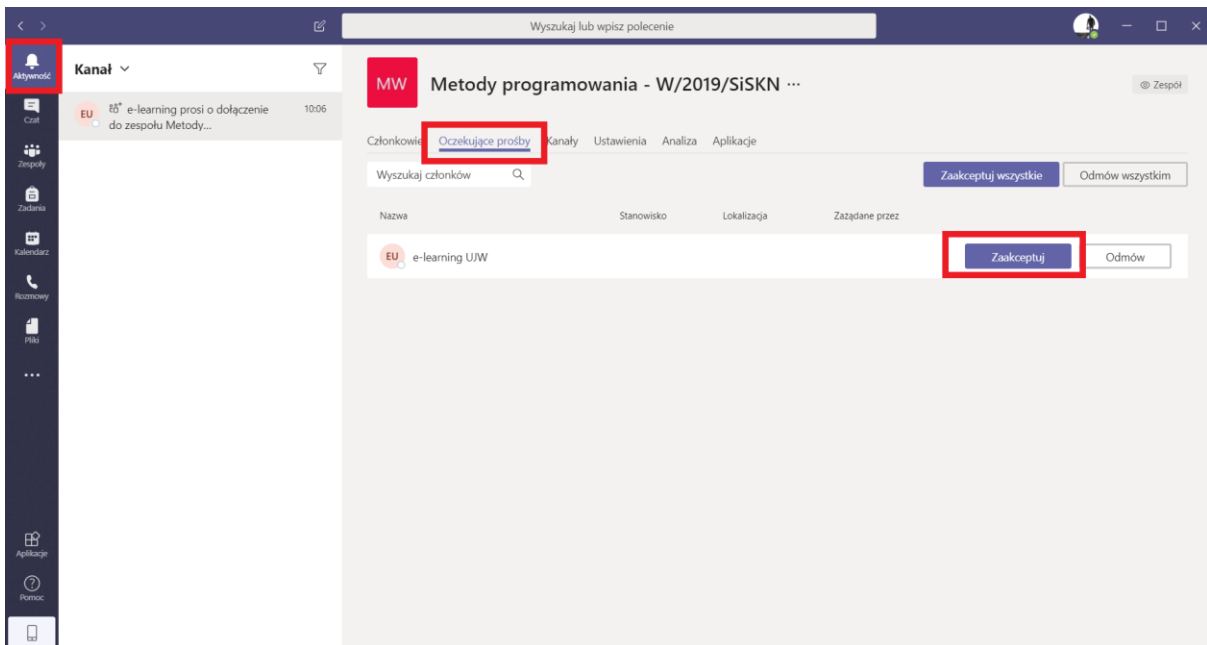 Wyszukaj lub wpisz polecenie
Aktywność
Czat
Zespoły
Zadania
Kalendarz
Rozmowy
Pliki
Aplikacje
Pomoc
Kanał
EU
e-learning prosi o dołączenie
do zespołu Metody...
10:06
MW
Metody programowania - W/2019/SiSKN ...
Zespół
Członkowie Oczekujące prośby Kanały Ustawienia Analiza Aplikacje
Wyszukaj członków
Zaakceptuj wszystkie
Odmów wszystkim
Nazwa Stanowisko Lokalizacja Zażądane przez
EU e-learning UJW
Zaakceptuj
Odmów